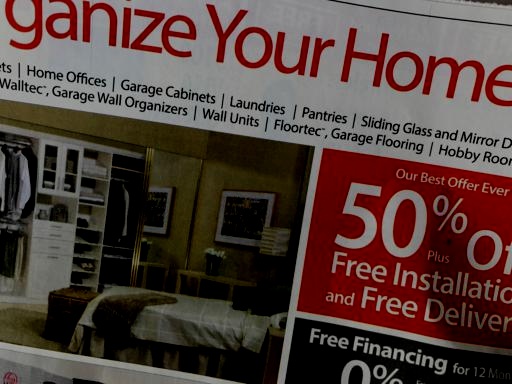 ganize Your Home
ets | Home Offices | Garage Cabinets | Laundries | Pantries | Sliding Glass and Mirror D
Walltec®, Garage Wall Organizers | Wall Units | Floortec®, Garage Flooring | Hobby Roor
Our Best Offer Ever
50% Of
Plus
Free Installatio
and Free Deliver
Free Financing for 12 Mon
0%